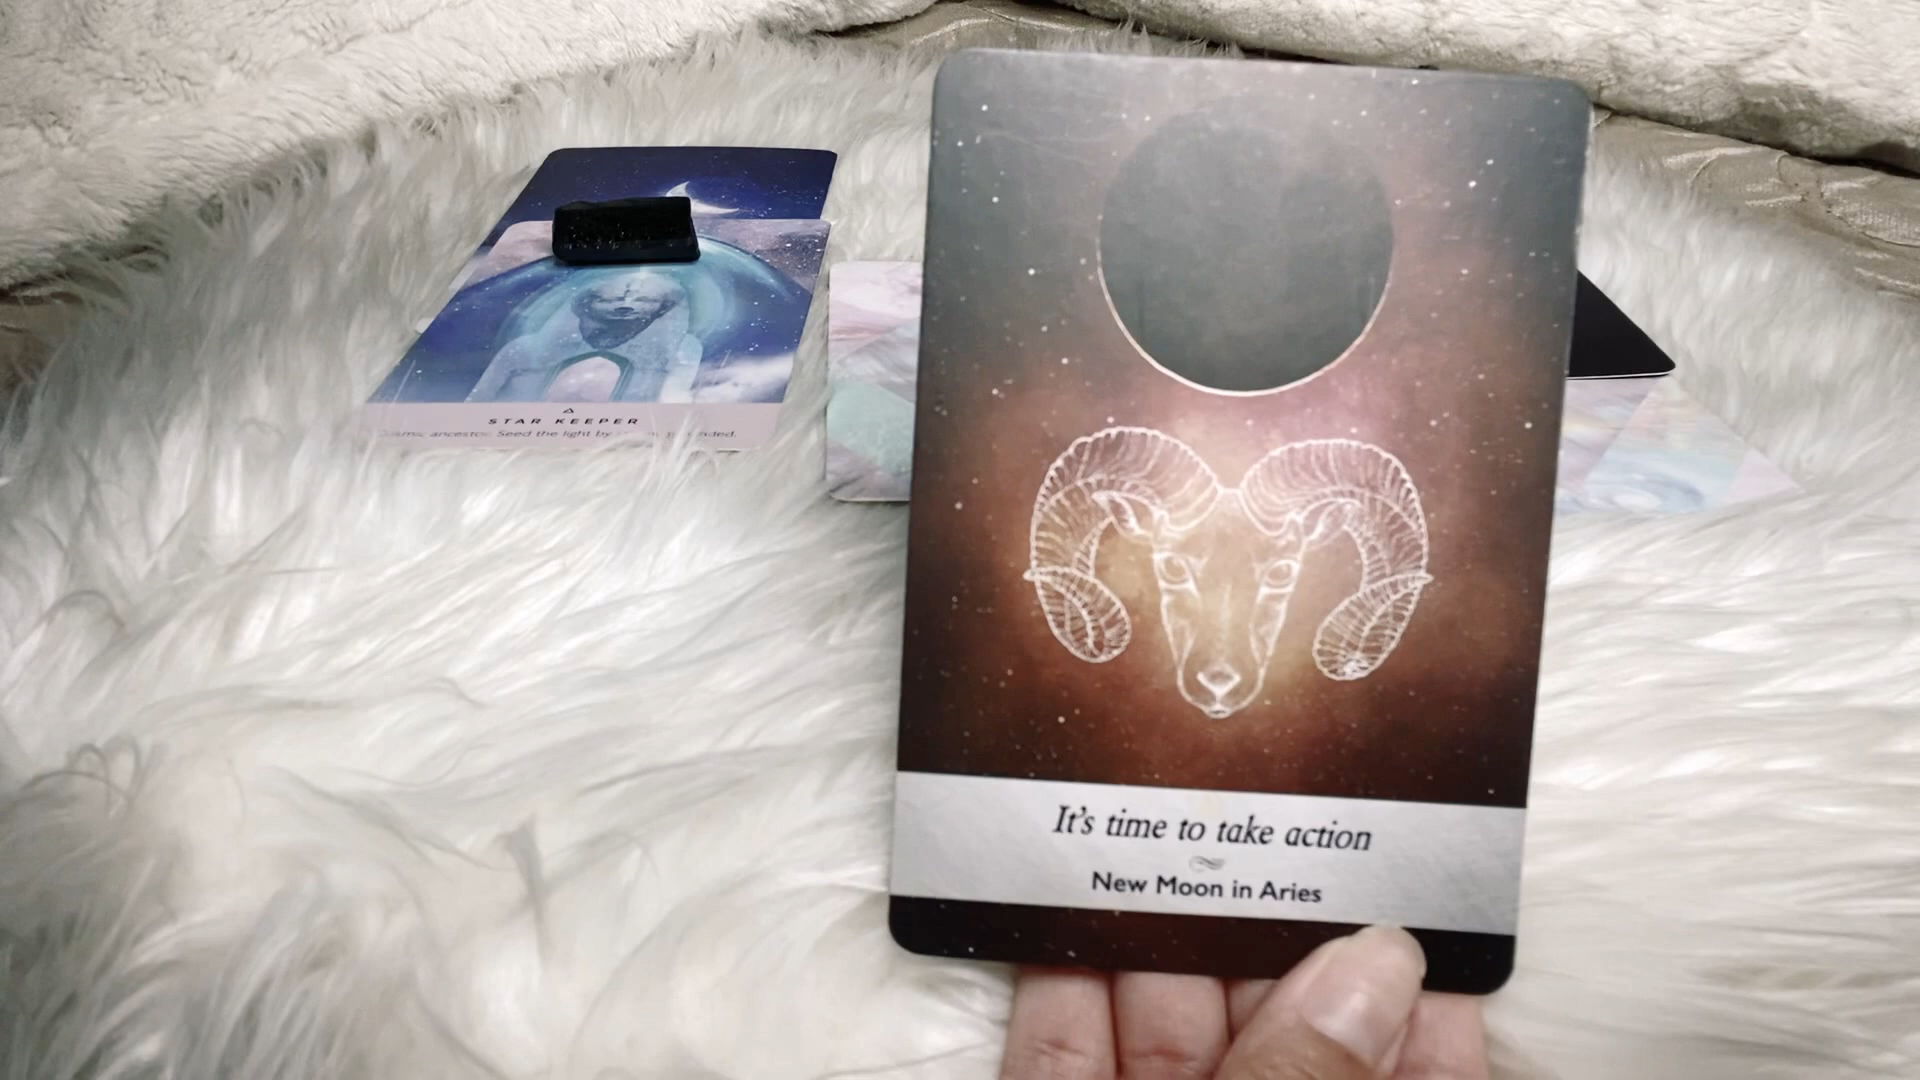 STAR KEEPER
Cosmic ancestor. Seed the light by
It's time to take action
New Moon in Aries